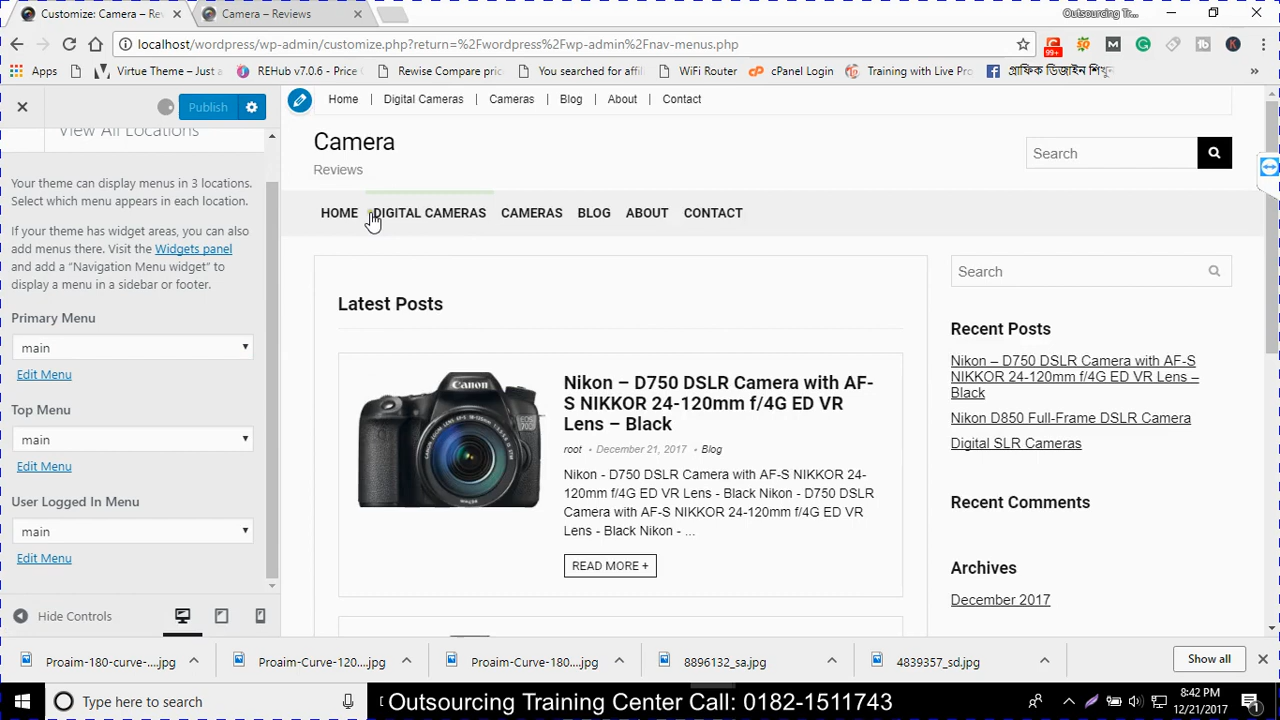 Customize: Camera – Re
Camera – Reviews
Outsourcing Tr...
localhost/wordpress/wp-admin/customize.php?return=%2Fwordpress%2Fwp-admin%2Fnav-menus.php
99+
Apps
Virtue Theme – Just a
REHub v7.0.6 - R
Rewise Compare pric
You searched for affil
WiFi Router
cPanel Login
Training with Live Pro
গ্রাফিক ডিজাইন শিখুন
»
Publish
View All Locations
Your theme can display menus in 3 locations.
Select which menu appears in each location.
If your theme has widget areas, you can also
add menus there. Visit the Widgets panel
and add a “Navigation Menu widget” to
display a menu in a sidebar or footer.
Primary Menu
main
Edit Menu
Top Menu
main
Edit Menu
User Logged In Menu
main
Edit Menu
Hide Controls
Home | Digital Cameras | Cameras | Blog | About | Contact
Camera
Reviews
Search
HOME DIGITAL CAMERAS CAMERAS BLOG ABOUT CONTACT
Latest Posts
Canon
Nikon – D750 DSLR Camera with AF-
S NIKKOR 24-120mm f/4G ED VR
Lens – Black
root • December 21, 2017 • Blog
Nikon - D750 DSLR Camera with AF-S NIKKOR 24-
120mm f/4G ED VR Lens - Black Nikon - D750 DSLR
Camera with AF-S NIKKOR 24-120mm f/4G ED VR
Lens - Black Nikon - ...
READ MORE +
Search
Recent Posts
Nikon – D750 DSLR Camera with AF-S
NIKKOR 24-120mm f/4G ED VR Lens –
Black
Nikon D850 Full-Frame DSLR Camera
Digital SLR Cameras
Recent Comments
Archives
December 2017
Proaim-180-curve-....jpg
Proaim-Curve-120....jpg
Proaim-Curve-180....jpg
8896132_sa.jpg
4839357_sd.jpg
Show all
Type here to search
Outsourcing Training Center Call: 0182-1511743
8:42 PM
12/21/2017